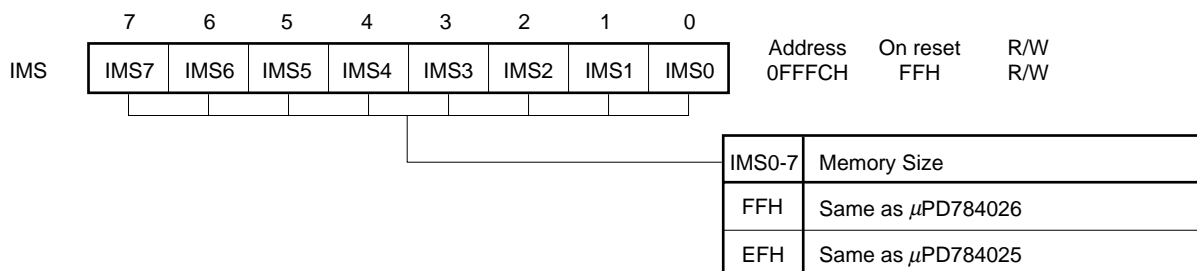 7 6 5 4 3 2 1 0
Address On reset R/W
IMS IMS7 IMS6 IMS5 IMS4 IMS3 IMS2 IMS1 IMS0 0FFFCH FFH R/W
IMS0-7 Memory Size
FFH Same as μPD784026
EFH Same as μPD784025